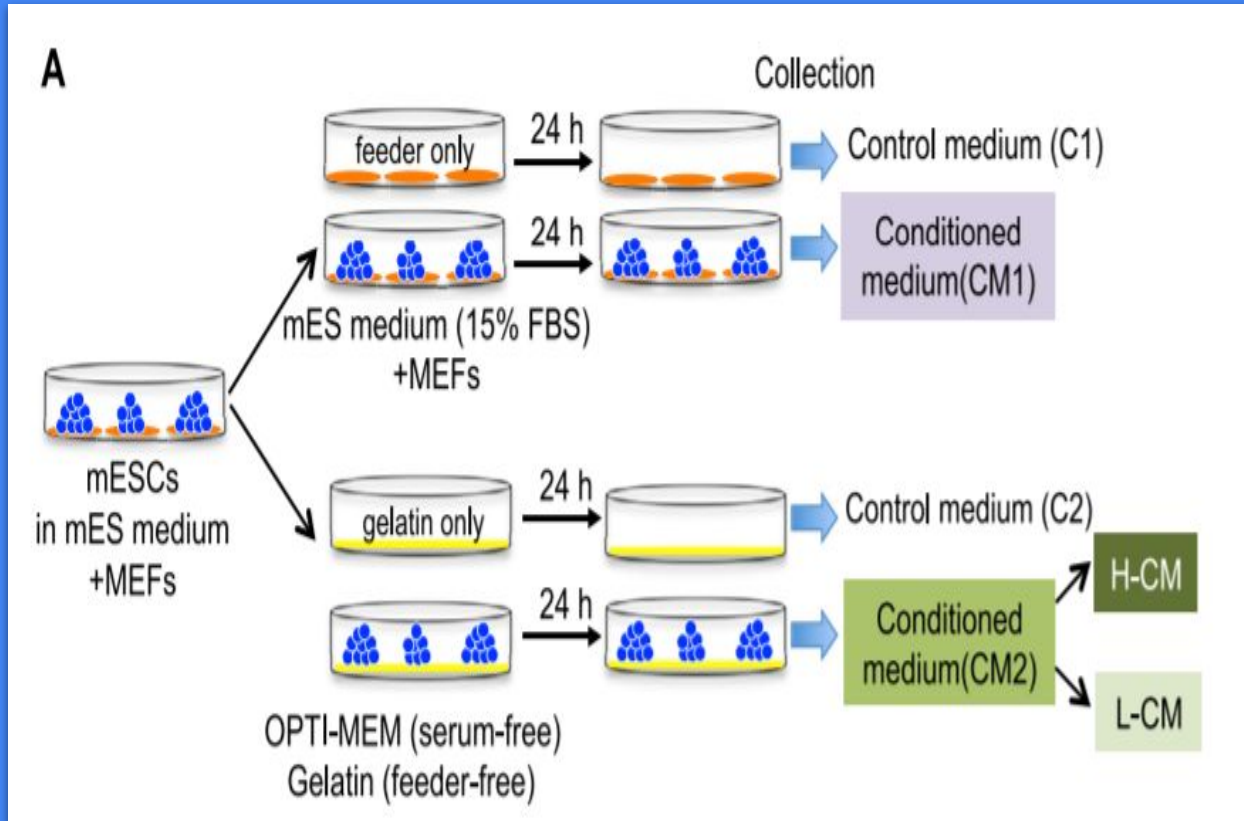 A
Collection
feeder only
24 h
Control medium (C1)
24 h
Conditioned
medium(CM1)
mES medium (15% FBS)
+MEFs
mESCs
in mES medium
+MEFs
gelatin only
24 h
Control medium (C2)
24 h
Conditioned
medium(CM2)
H-CM
L-CM
OPTI-MEM (serum-free)
Gelatin (feeder-free)